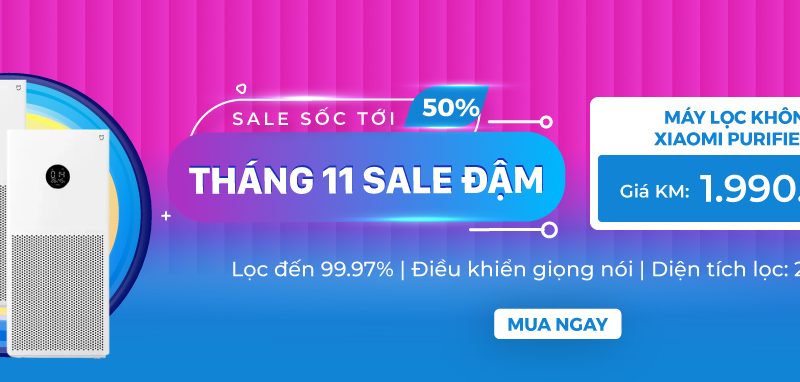 SALE SỐC TỚI 50%
THÁNG 11 SALE ĐẬM
MÁY LỌC KHÔN
XIAOMI PURIFIE
Giá KM: 1.990.
Lọc đến 99.97% | Điều khiển giọng nói | Diện tích lọc: 2
MUA NGAY